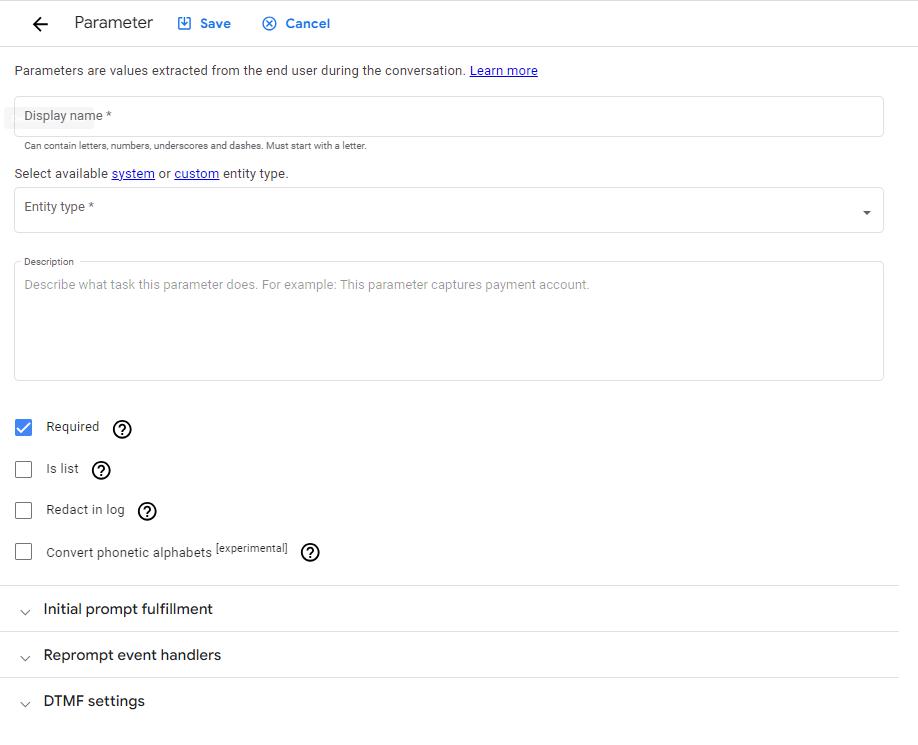 Parameter Save Cancel
Parameters are values extracted from the end user during the conversation. Learn more
Display name *
Can contain letters, numbers, underscores and dashes. Must start with a letter.
Select available system or custom entity type.
Entity type *
Description
Describe what task this parameter does. For example: This parameter captures payment account.
Required
Is list
Redact in log
Convert phonetic alphabets [experimental]
Initial prompt fulfillment
Reprompt event handlers
DTMF settings